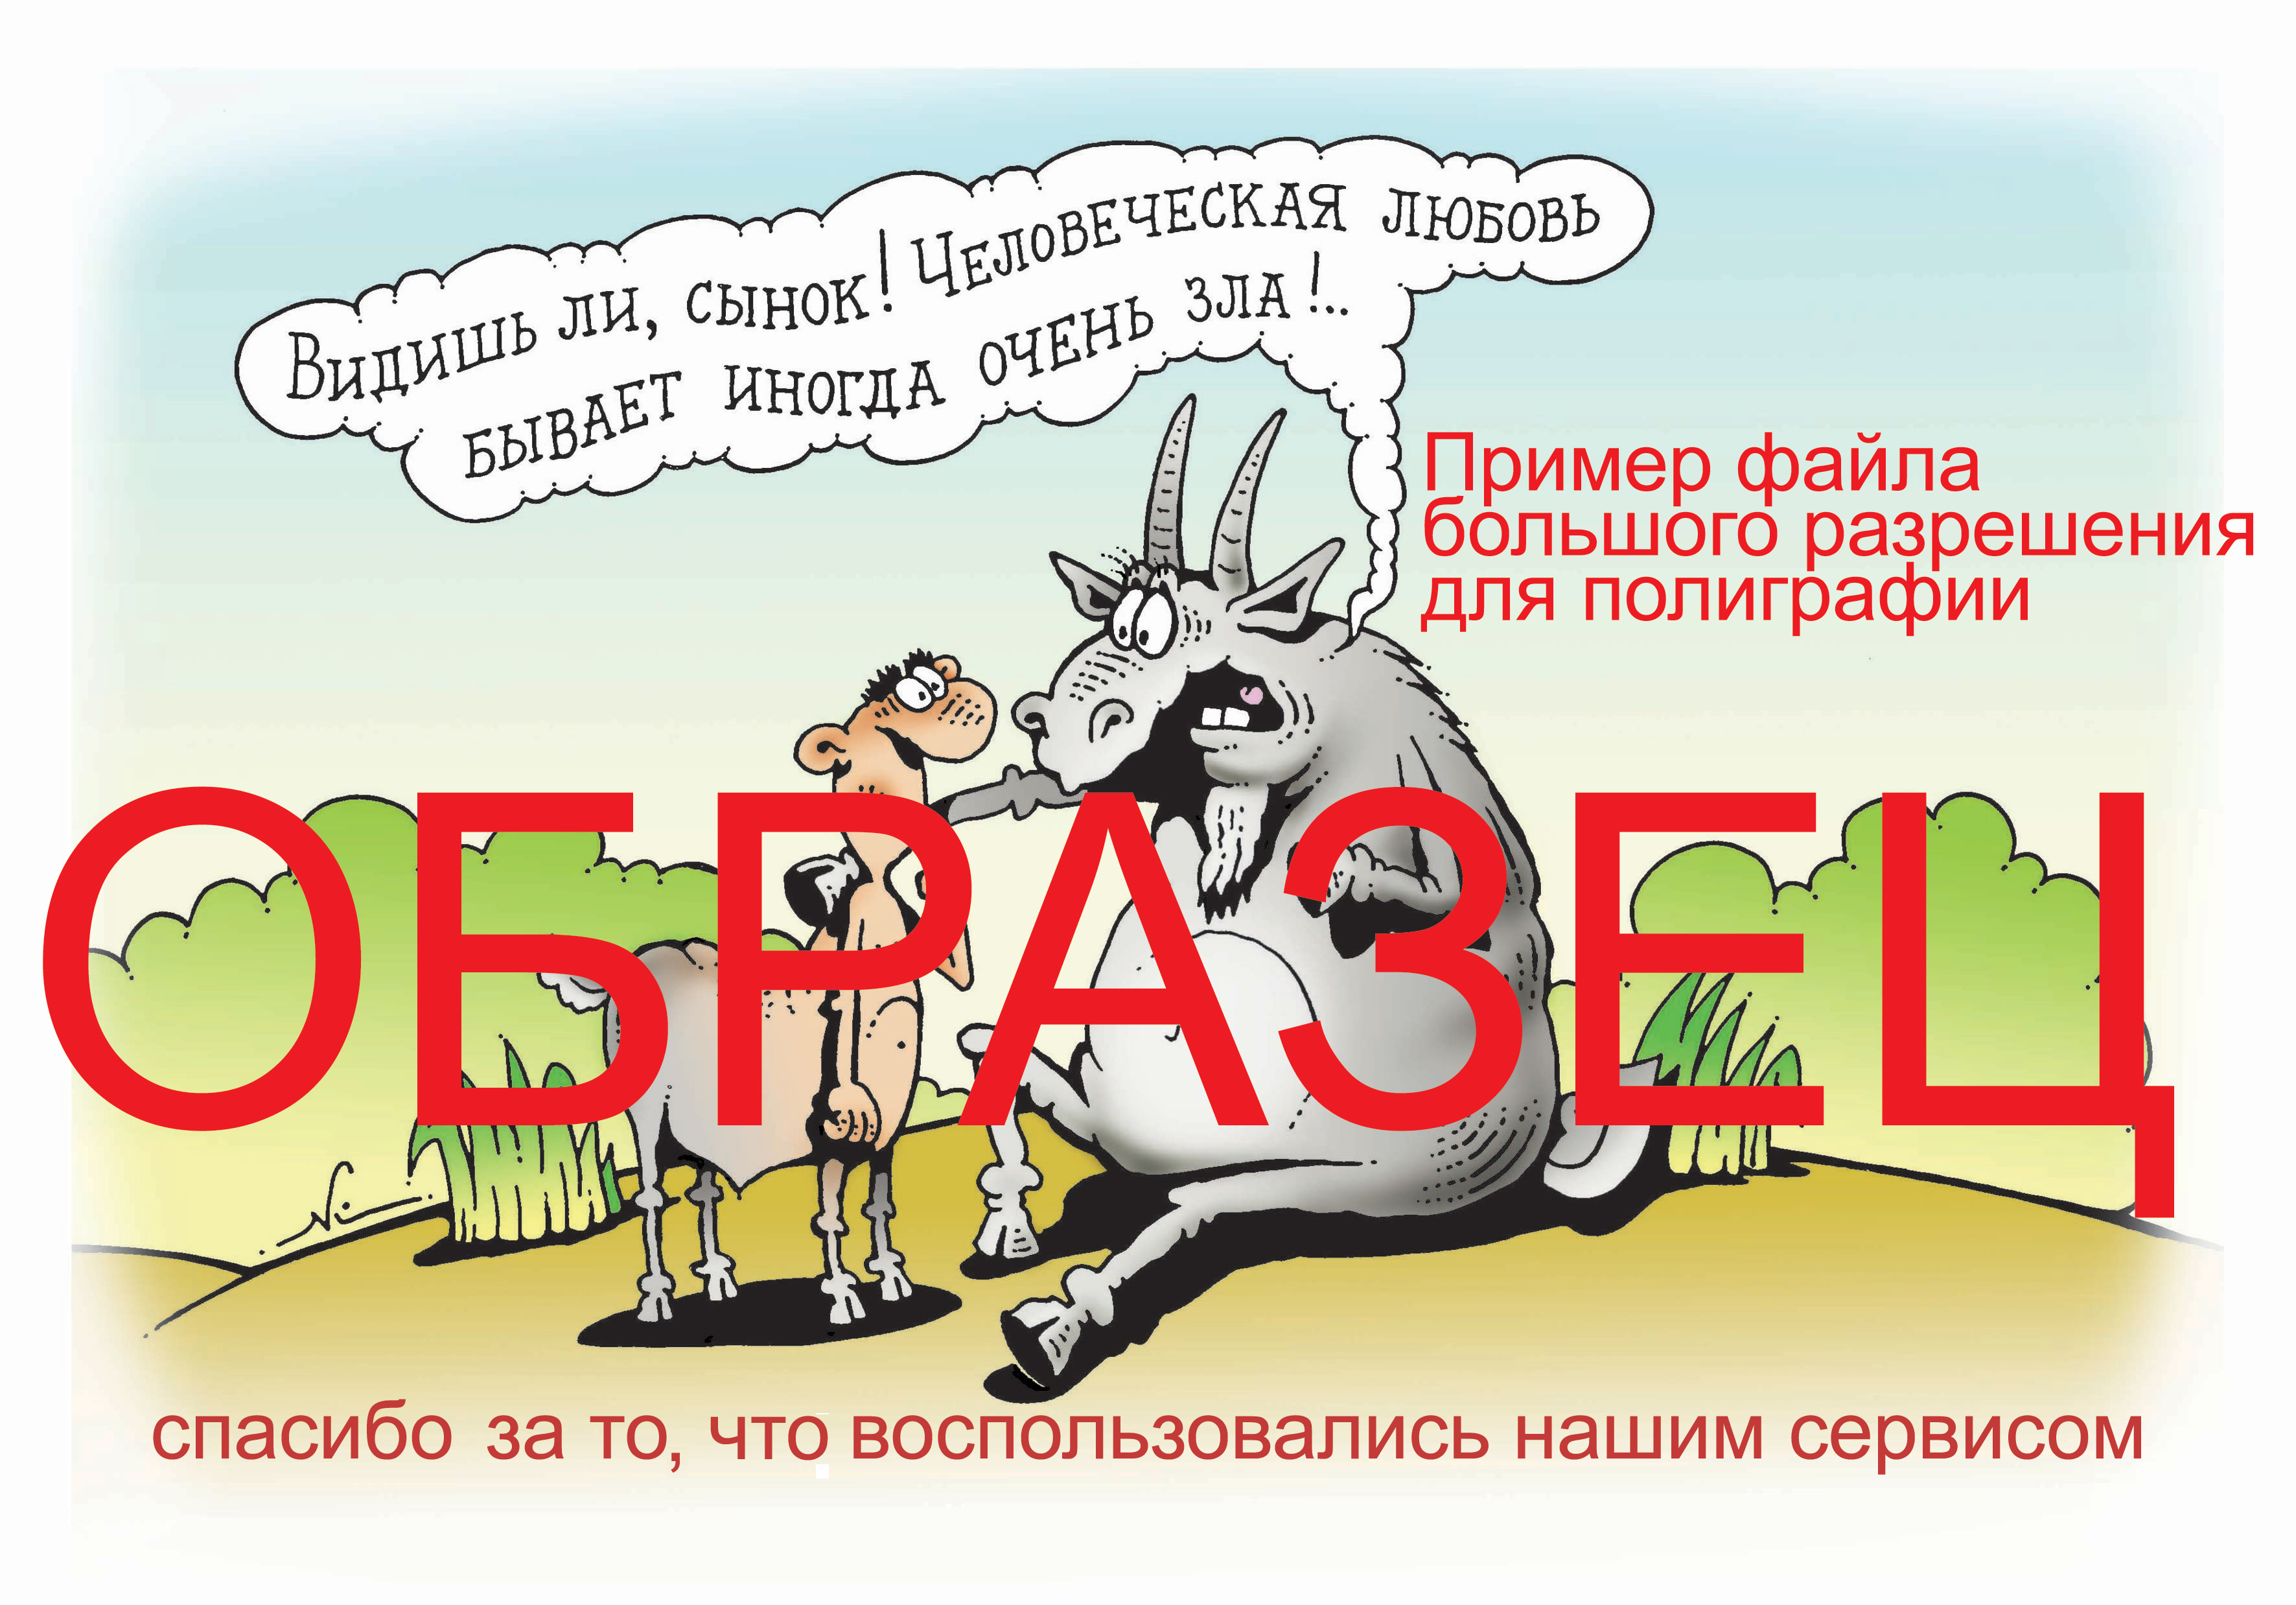 Видишь ли, сынок! Человеческая любовь
бывает иногда очень зла!..
Пример файла
большого разрешения
для полиграфии
ОБРАЗЕЦ
спасибо за то, что воспользовались нашим сервисом